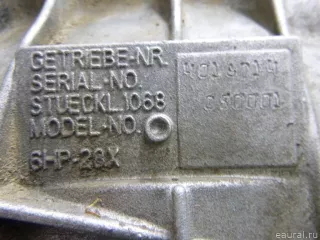 GETRIEBE-NR.
SERIAL-NO.
STUECKL.1068
MODEL-NO.
6HP-26X
© eaural.ru